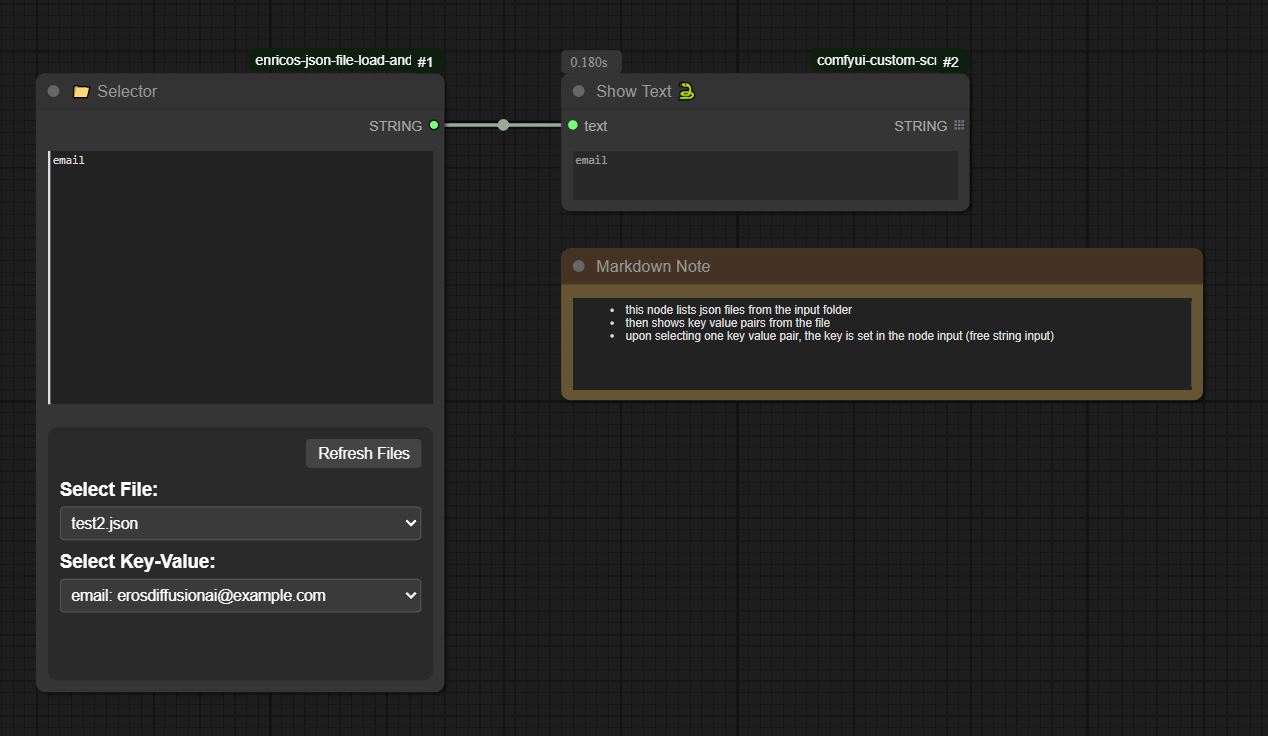 enricos-json-file-load-and #1
📁 Selector
STRING
email
Refresh Files
Select File:
test2.json
Select Key-Value:
email: erosdiffusionai@example.com
0.180s
comfyui-custom-scr #2
Show Text 🐍
text STRING
email
Markdown Note
• this node lists json files from the input folder
• then shows key value pairs from the file
• upon selecting one key value pair, the key is set in the node input (free string input)